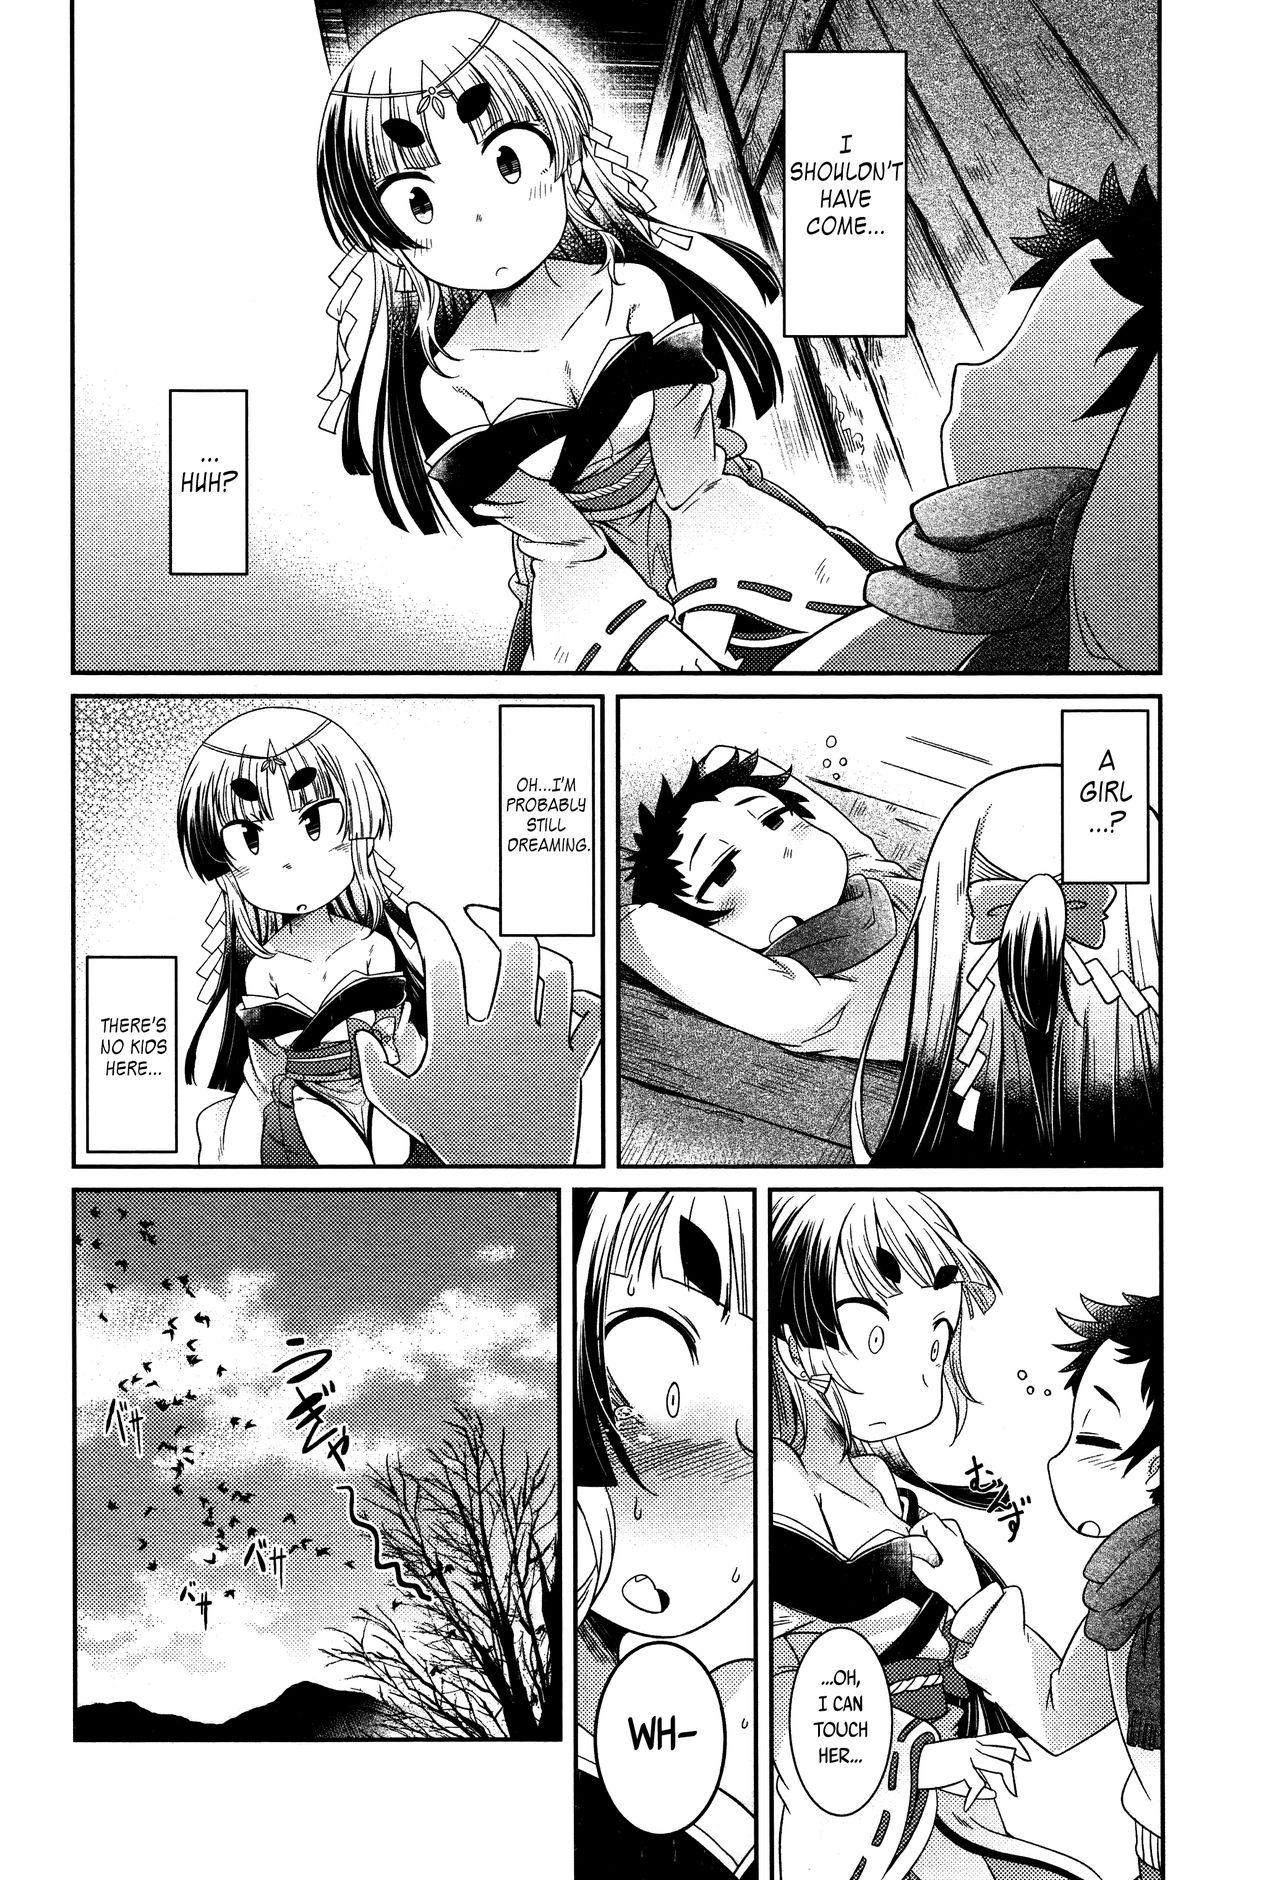 I
SHOULDN'T
HAVE
COME...
...
HUH?
A
GIRL
...?
OH...I'M
PROBABLY
STILL
DREAMING.
THERE'S
NO KIDS
HERE...
むんず
...OH,
I CAN
TOUCH
HER...
WH-
うぎゃ
バサ
バサ
バサ